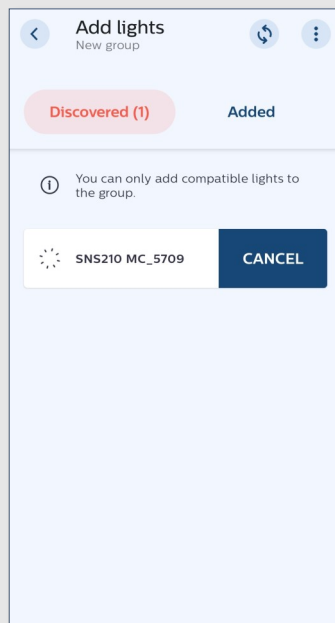 Add lights
New group
Discovered (1)
Added
You can only add compatible lights to
the group.
SNS210 MC_5709
CANCEL